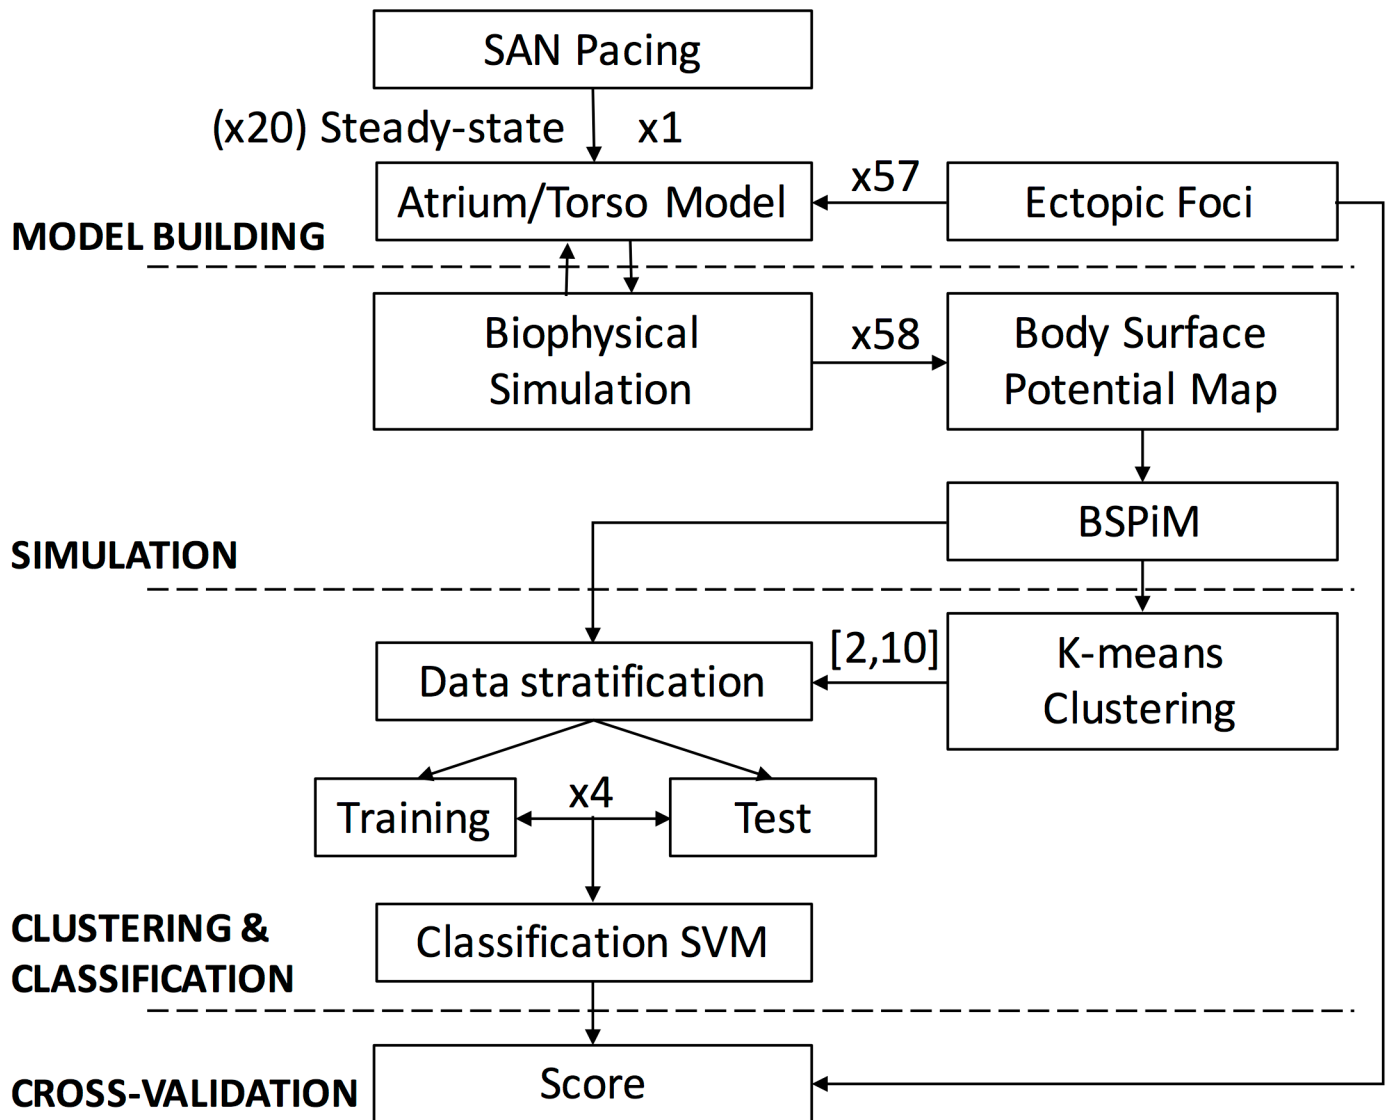 SAN Pacing
(x20) Steady-state x1
Atrium/Torso Model
x57
Ectopic Foci
MODEL BUILDING
Biophysical
Simulation
x58
Body Surface
Potential Map
BSPiM
SIMULATION
Data stratification
[2,10]
K-means
Clustering
Training
x4
Test
Classification SVM
CLUSTERING &
CLASSIFICATION
Score
CROSS-VALIDATION